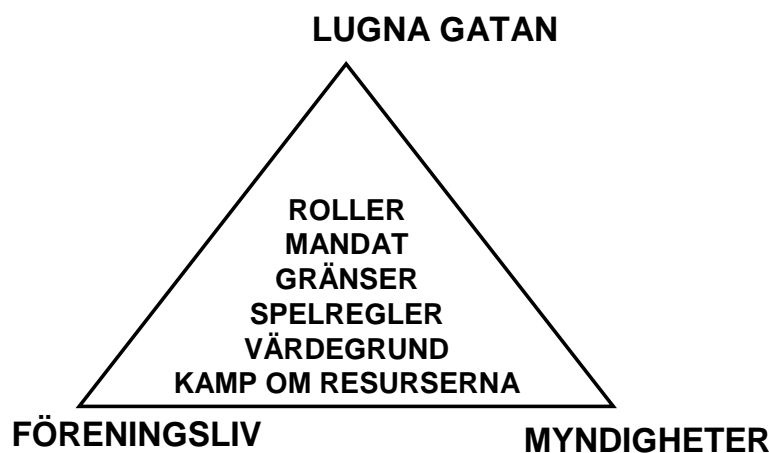 LUGNA GATAN
ROLLER
MANDAT
GRÄNSER
SPELREGLER
VÄRDEGRUND
KAMP OM RESURSERNA
FÖRENINGSLIV
MYNDIGHETER